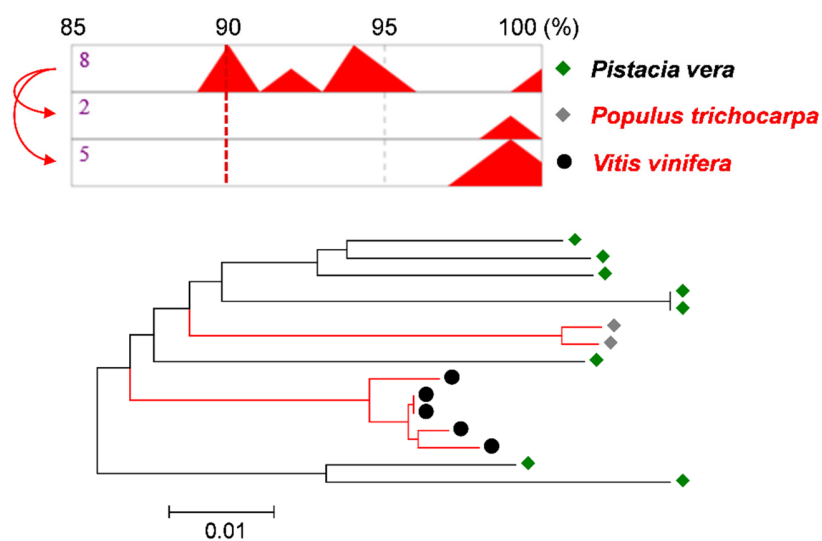 85 90 95 100 (%)
8 Pistacia vera
2 Populus trichocarpa
5 Vitis vinifera
0.01